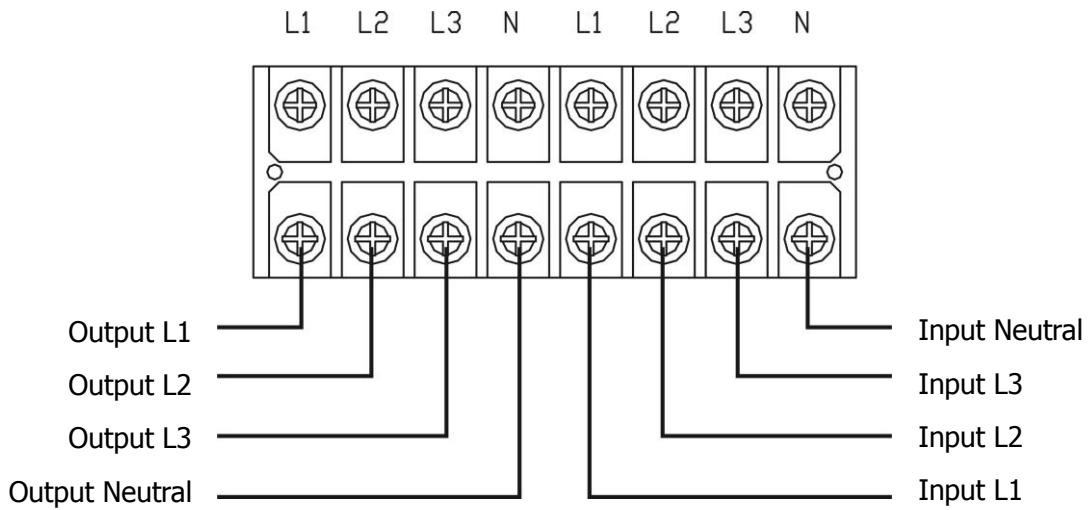 L1 L2 L3 N L1 L2 L3 N
Output L1
Output L2
Output L3
Output Neutral
Input Neutral
Input L3
Input L2
Input L1